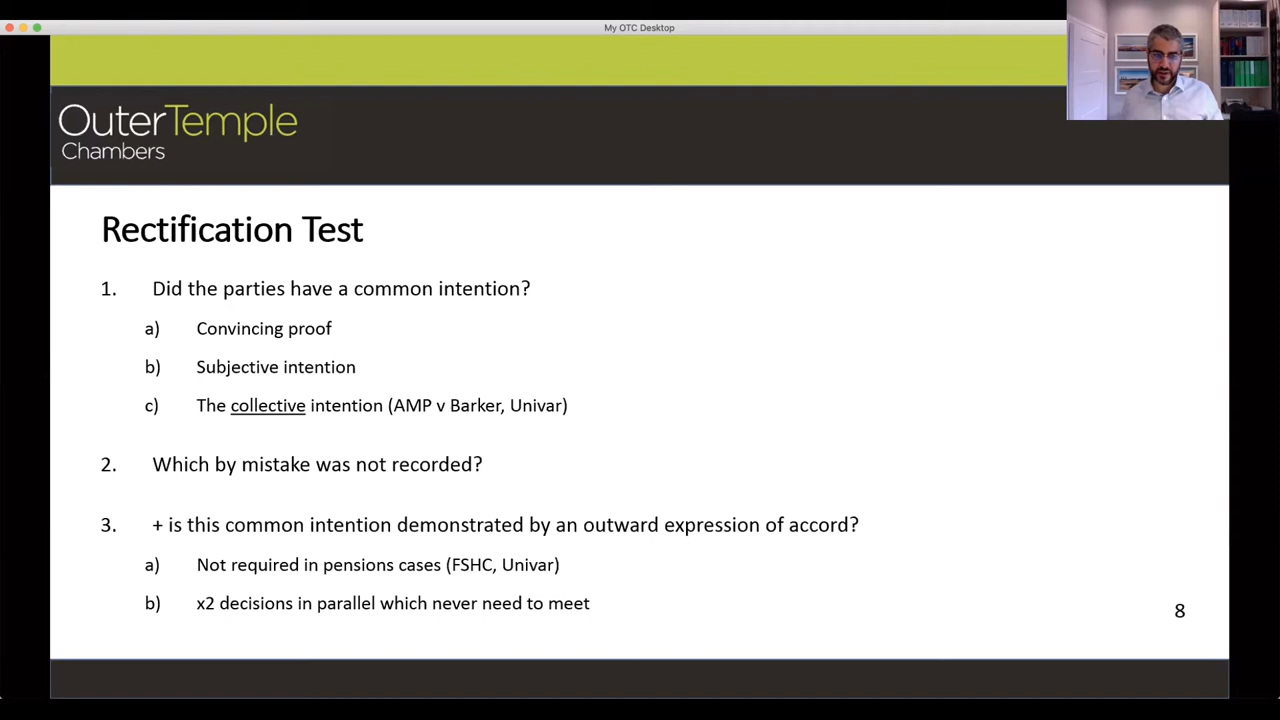 My OTC Desktop
OuterTemple
Chambers
Rectification Test
1. Did the parties have a common intention?
a) Convincing proof
b) Subjective intention
c) The collective intention (AMP v Barker, Univar)
2. Which by mistake was not recorded?
3. + is this common intention demonstrated by an outward expression of accord?
a) Not required in pensions cases (FSHC, Univar)
b) x2 decisions in parallel which never need to meet
8